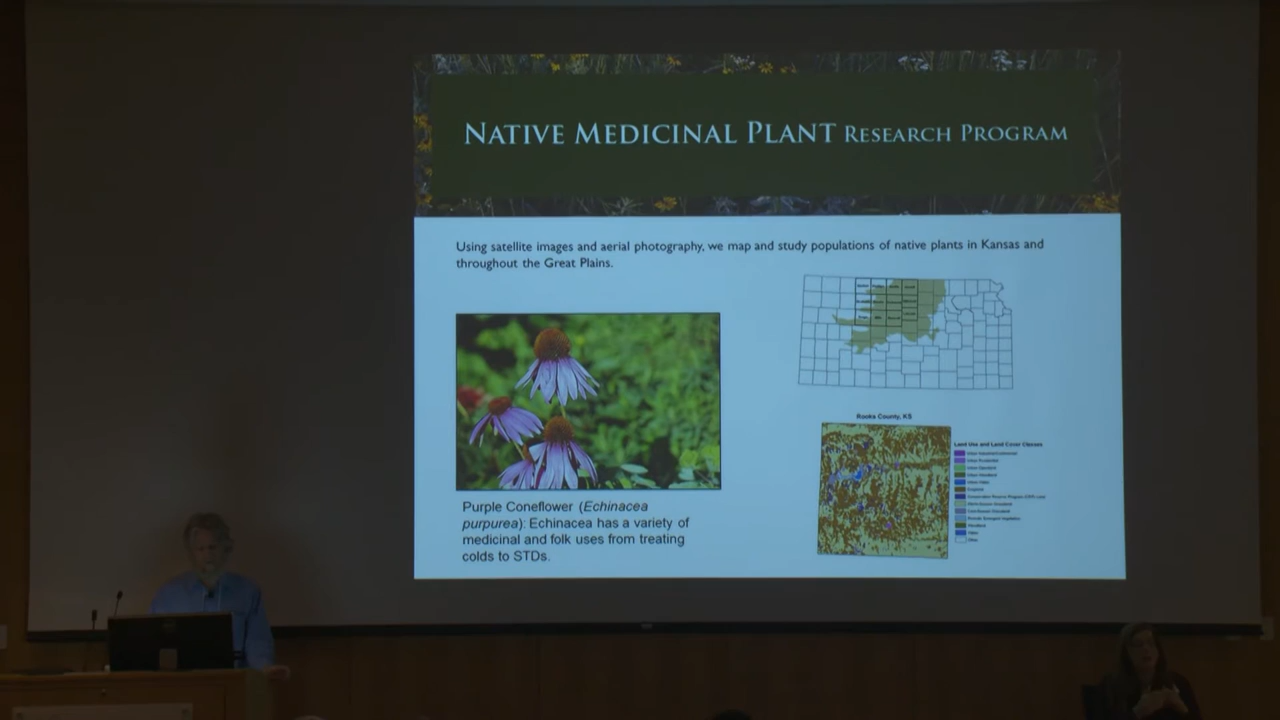 NATIVE MEDICINAL PLANT RESEARCH PROGRAM
Using satellite images and aerial photography, we map and study populations of native plants in Kansas and
throughout the Great Plains.
Purple Coneflower (Echinacea
purpurea): Echinacea has a variety of
medicinal and folk uses from treating
colds to STDs.
Rooks County, KS
Land Use and Land Cover Classes